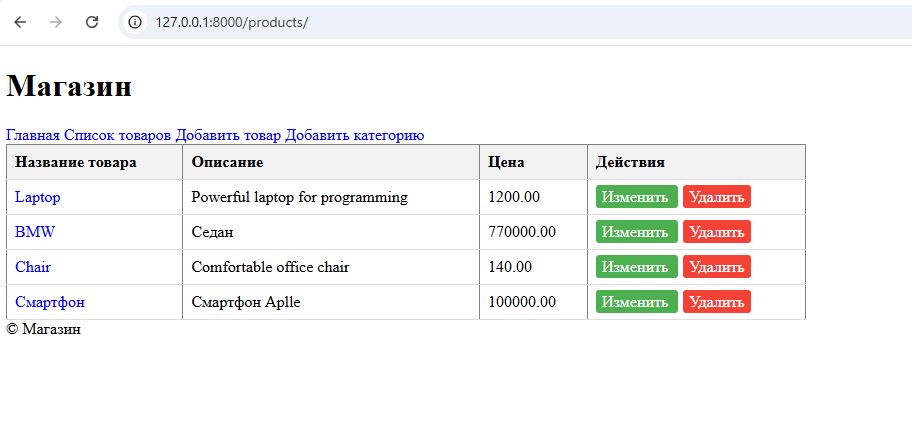 127.0.0.1:8000/products/
Магазин
Главная Список товаров Добавить товар Добавить категорию
Название товара Описание Цена Действия
Laptop Powerful laptop for programming 1200.00 Изменить Удалить
BMW Седан 770000.00 Изменить Удалить
Chair Comfortable office chair 140.00 Изменить Удалить
Смартфон Смартфон Aplle 100000.00 Изменить Удалить
© Магазин